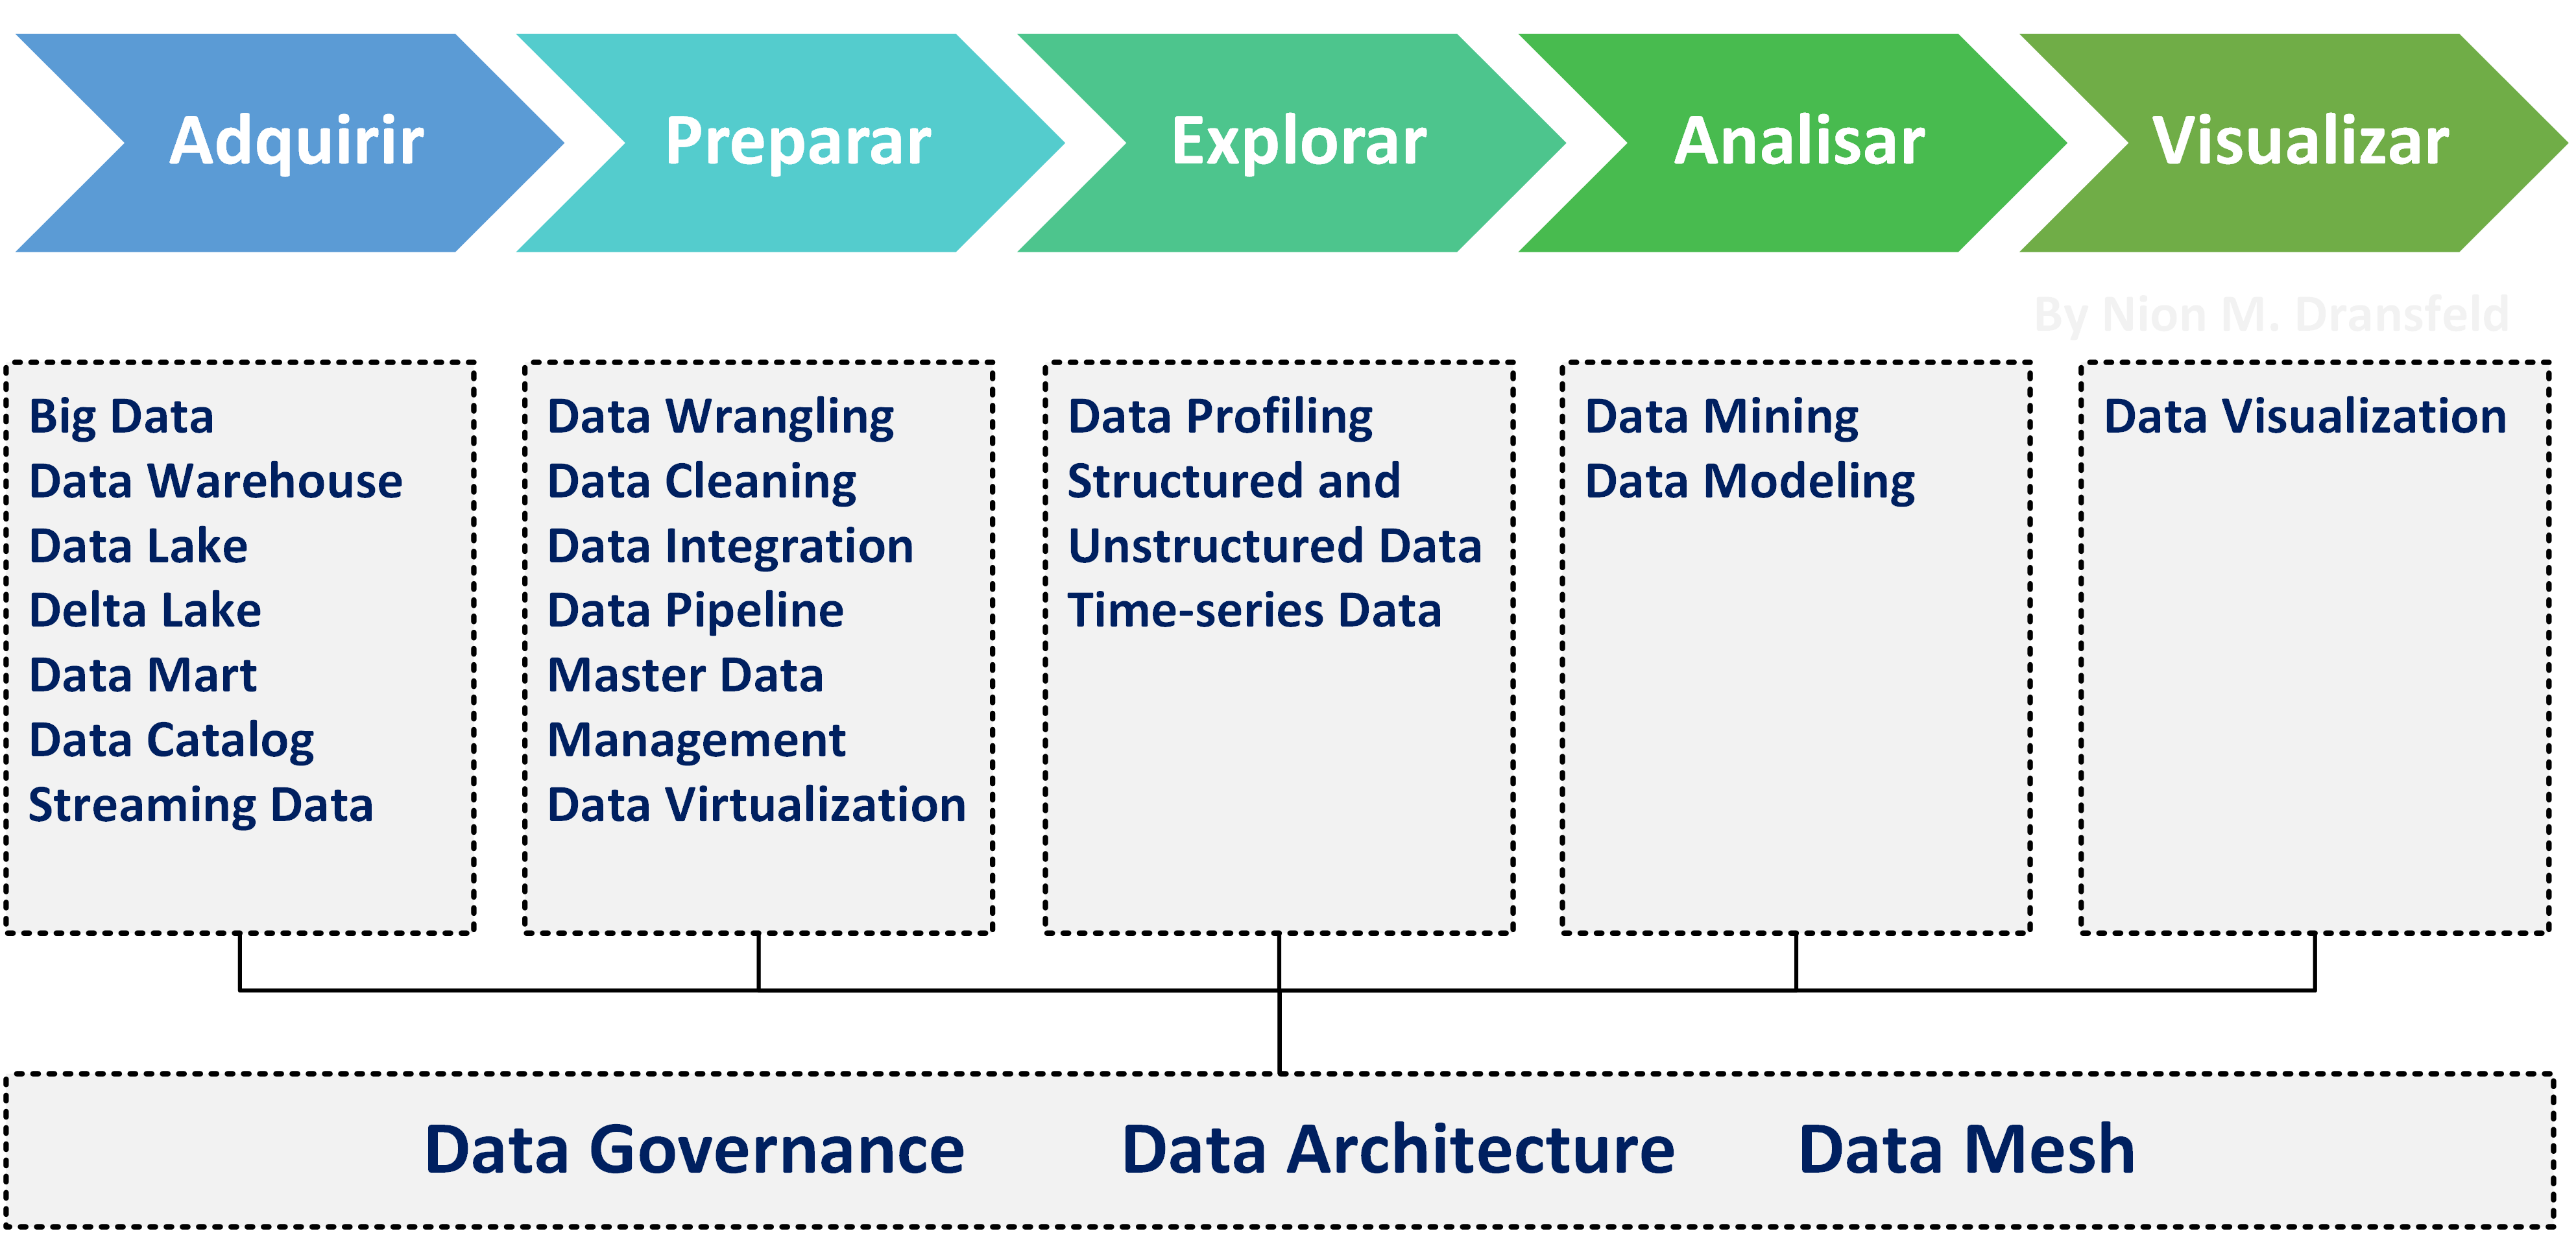 Adquirir
Preparar
Explorar
Analisar
Visualizar
By Nion M. Dransfeld
Big Data
Data Warehouse
Data Lake
Delta Lake
Data Mart
Data Catalog
Streaming Data
Data Wrangling
Data Cleaning
Data Integration
Data Pipeline
Master Data
Management
Data Virtualization
Data Profiling
Structured and
Unstructured Data
Time-series Data
Data Mining
Data Modeling
Data Visualization
Data Governance
Data Architecture
Data Mesh